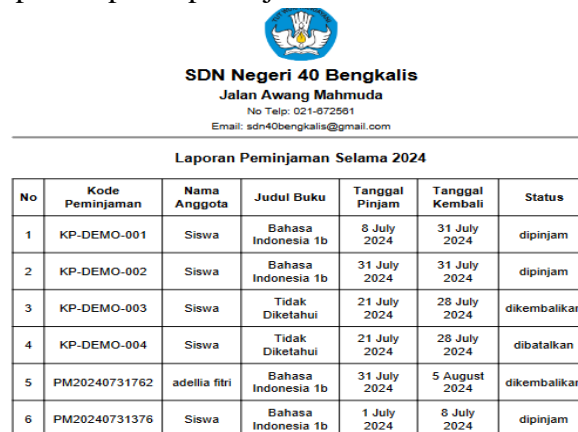 SDN Negeri 40 Bengkalis
Jalan Awang Mahmuda
No Telp: 021-672561
Email: sdn40bengkalis@gmail.com
Laporan Peminjaman Selama 2024
No Kode Peminjaman Nama Anggota Judul Buku Tanggal Pinjam Tanggal Kembali Status
1 KP-DEMO-001 Siswa Bahasa Indonesia 1b 8 July 2024 31 July 2024 dipinjam
2 KP-DEMO-002 Siswa Bahasa Indonesia 1b 31 July 2024 31 July 2024 dipinjam
3 KP-DEMO-003 Siswa Tidak Diketahui 21 July 2024 28 July 2024 dikembalikan
4 KP-DEMO-004 Siswa Tidak Diketahui 21 July 2024 28 July 2024 dibatalkan
5 PM20240731762 adellia fitri Bahasa Indonesia 1b 31 July 2024 5 August 2024 dikembalikan
6 PM20240731376 Siswa Bahasa Indonesia 1b 1 July 2024 8 July 2024 dipinjam